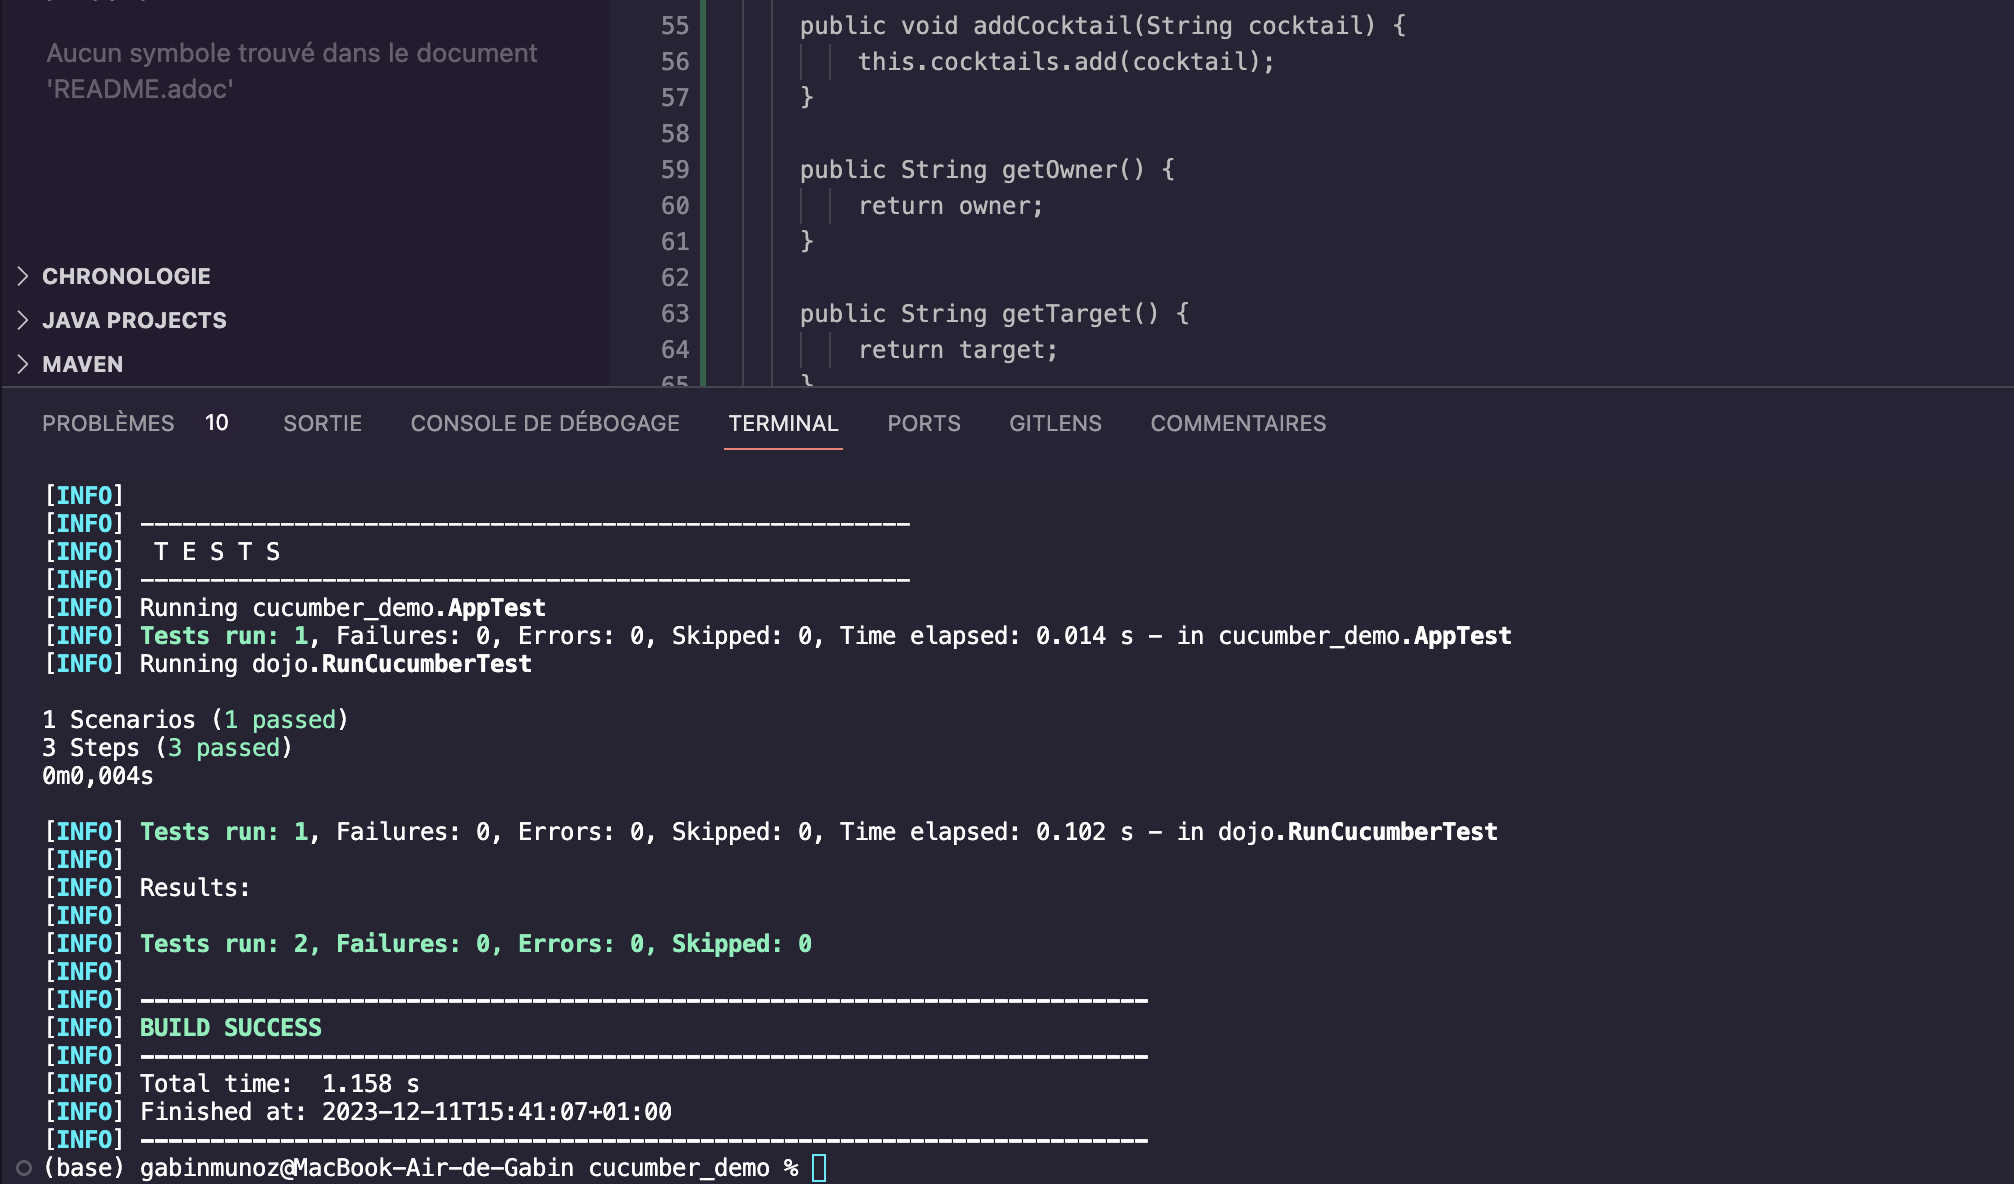 Aucun symbole trouvé dans le document
'README.adoc'
CHRONOLOGIE
JAVA PROJECTS
MAVEN
55 public void addCocktail(String cocktail) {
56 this.cocktails.add(cocktail);
57 }
58
59 public String getOwner() {
60 return owner;
61 }
62
63 public String getTarget() {
64 return target;
65 }
PROBLÈMES 10 SORTIE CONSOLE DE DÉBOGAGE TERMINAL PORTS GITLENS COMMENTAIRES
[INFO]
[INFO] -------------------------------------------------------
[INFO]  T E S T S
[INFO] -------------------------------------------------------
[INFO] Running cucumber_demo.AppTest
[INFO] Tests run: 1, Failures: 0, Errors: 0, Skipped: 0, Time elapsed: 0.014 s - in cucumber_demo.AppTest
[INFO] Running dojo.RunCucumberTest
1 Scenarios (1 passed)
3 Steps (3 passed)
0m0,004s
[INFO] Tests run: 1, Failures: 0, Errors: 0, Skipped: 0, Time elapsed: 0.102 s - in dojo.RunCucumberTest
[INFO]
[INFO] Results:
[INFO]
[INFO] Tests run: 2, Failures: 0, Errors: 0, Skipped: 0
[INFO]
[INFO] ------------------------------------------------------------------------
[INFO] BUILD SUCCESS
[INFO] ------------------------------------------------------------------------
[INFO] Total time:  1.158 s
[INFO] Finished at: 2023-12-11T15:41:07+01:00
[INFO] ------------------------------------------------------------------------
(base) gabinmunoz@MacBook-Air-de-Gabin cucumber_demo %